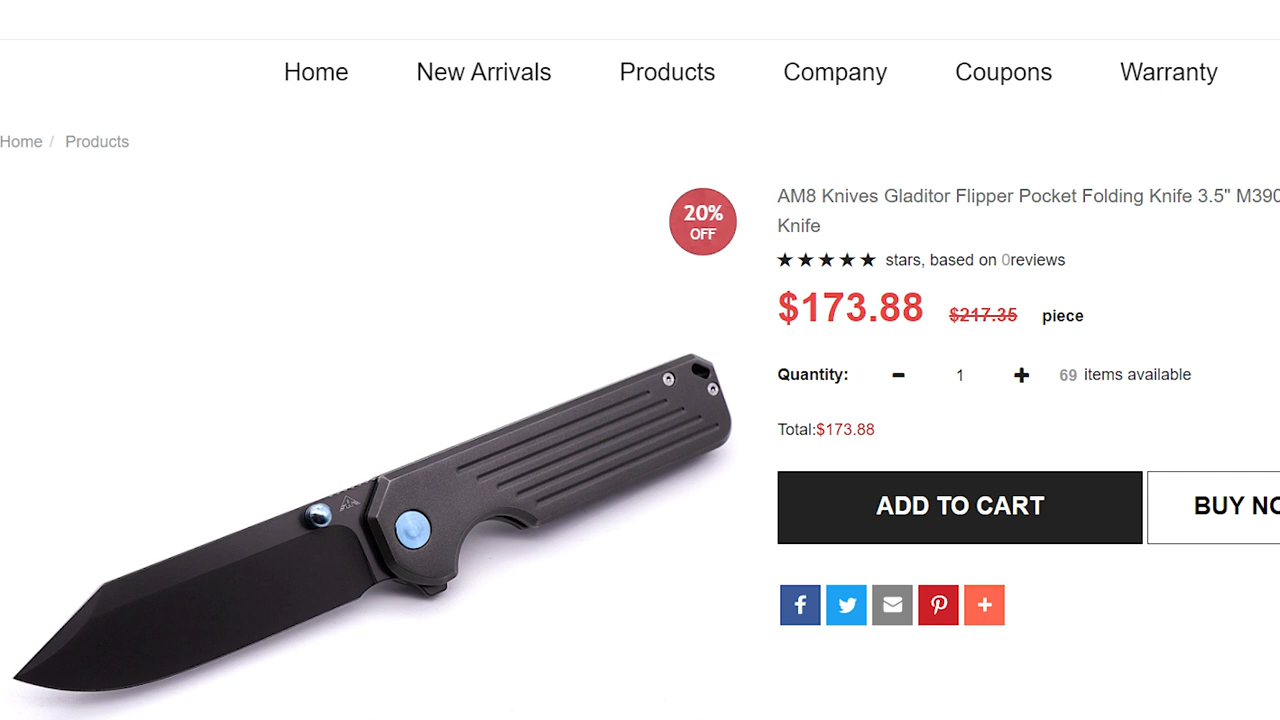 Home New Arrivals Products Company Coupons Warranty
Home / Products
20%
OFF
AM8 Knives Gladitor Flipper Pocket Folding Knife 3.5" M390
Knife
★★★★★ stars, based on 0reviews
$173.88 $217.35 piece
Quantity: - 1 + 69 items available
Total:$173.88
ADD TO CART
BUY NO